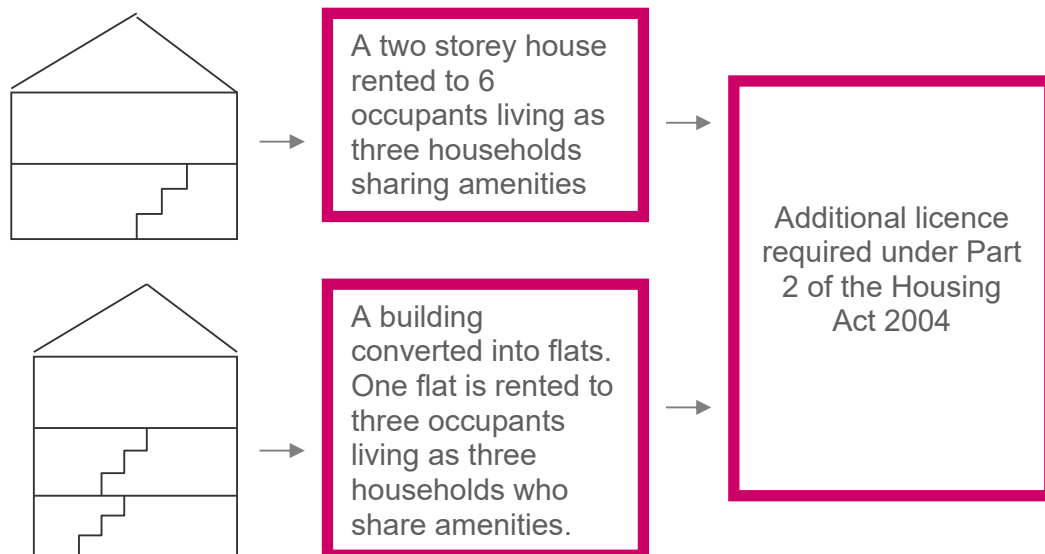 A two storey house
rented to 6
occupants living as
three households
sharing amenities
Additional licence
required under Part
2 of the Housing
Act 2004
A building
converted into flats.
One flat is rented to
three occupants
living as three
households who
share amenities.